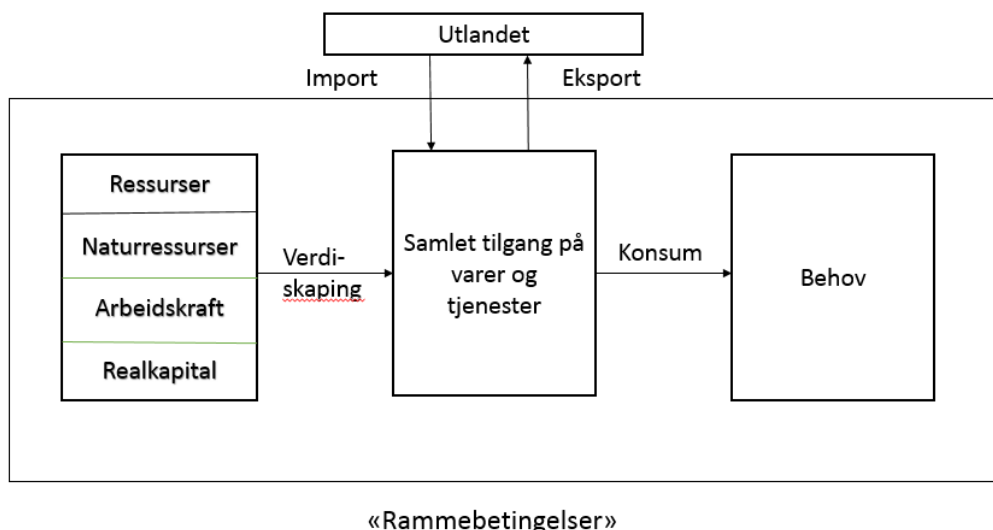 Utlandet
Import
Eksport
Ressurser
Naturressurser
Arbeidskraft
Realkapital
Verdi-
skaping
Samlet tilgang på
varer og
tjenester
Konsum
Behov
«Rammebetingelser»